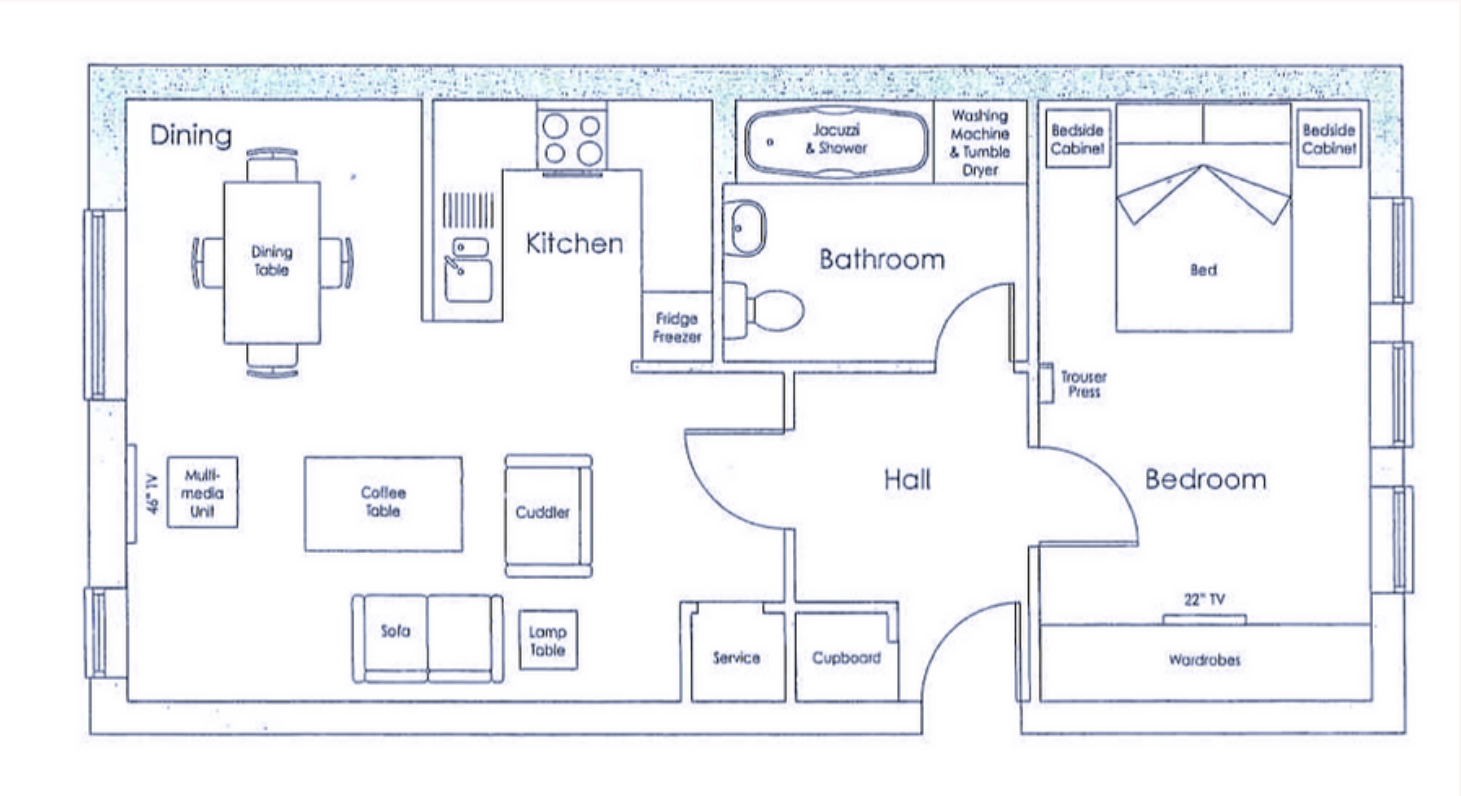 Dining
Dining
Table
Kitchen
Fridge
Freezer
Jacuzzi
& Shower
Washing
Machine
& Tumble
Dryer
Bathroom
Bedside
Cabinet
Bedside
Cabinet
Bed
Trouser
Press
46" TV
Multi-
media
Unit
Coffee
Table
Cuddler
Hall
Bedroom
Sofa
Lamp
Table
Service
Cupboard
22" TV
Wardrobes